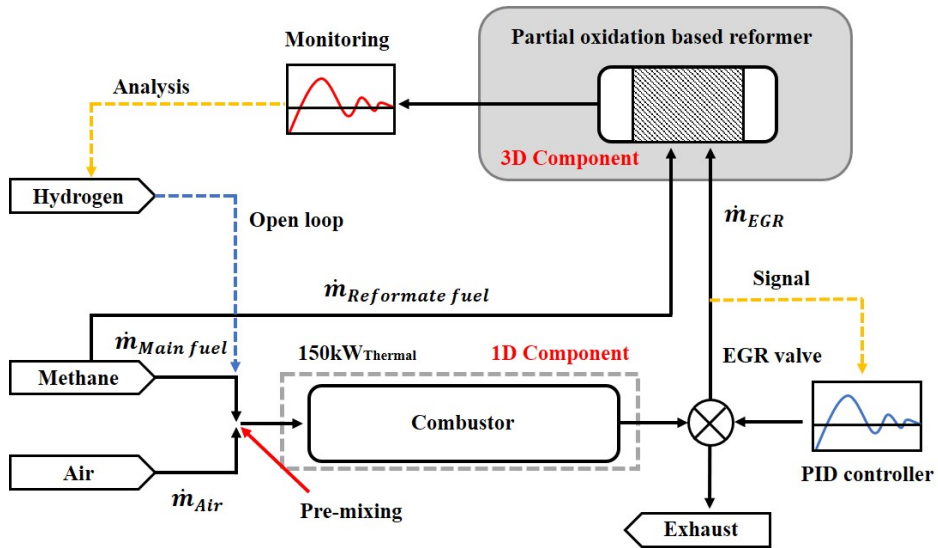 Partial oxidation based reformer
Monitoring
Analysis
3D Component
Hydrogen
Open loop
ṁ_EGR
Signal
ṁ_Reformate fuel
ṁ_Main fuel
150kW_Thermal
1D Component
EGR valve
Methane
Combustor
Air
ṁ_Air
Pre-mixing
PID controller
Exhaust